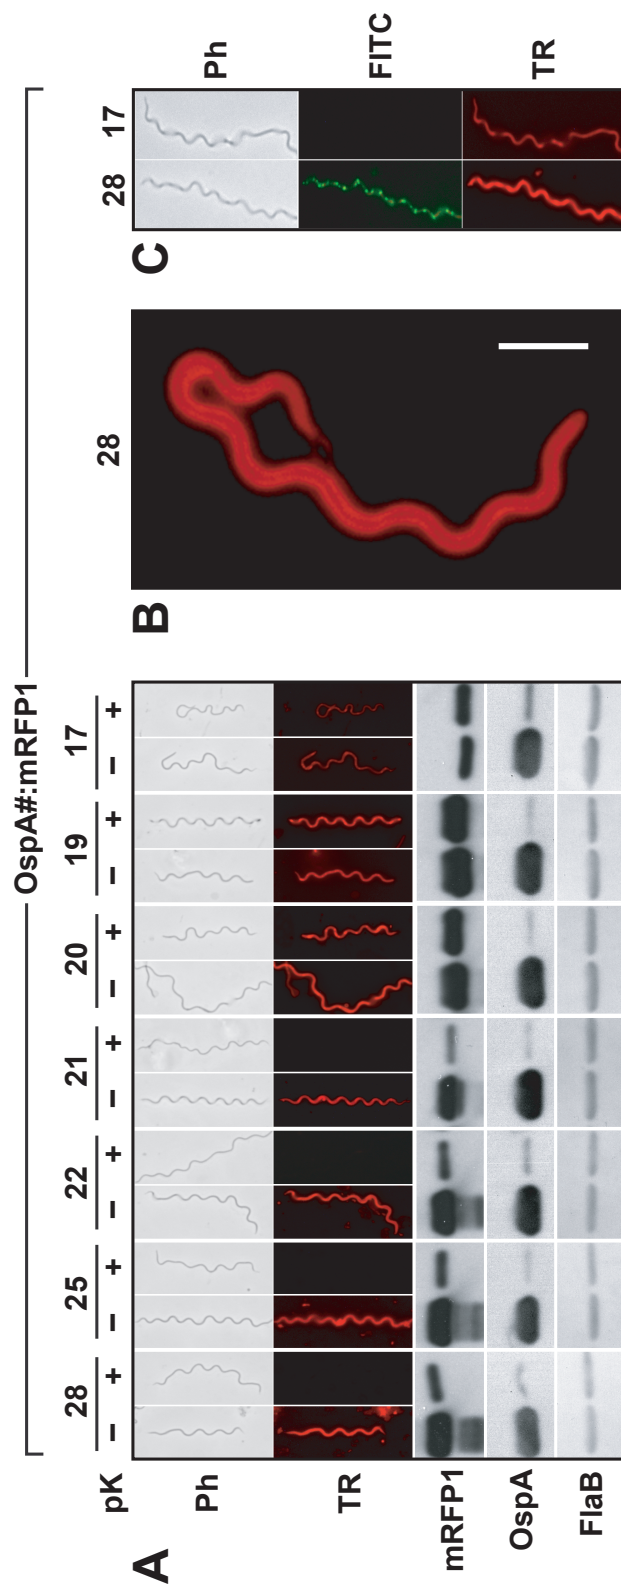 OspA#:mRFP1
A
28 25 22 21 20 19 17
pK − + − + − + − + − + − + − +
Ph
TR
mRFP1
OspA
FlaB
B
28
C
28 17
Ph
FITC
TR